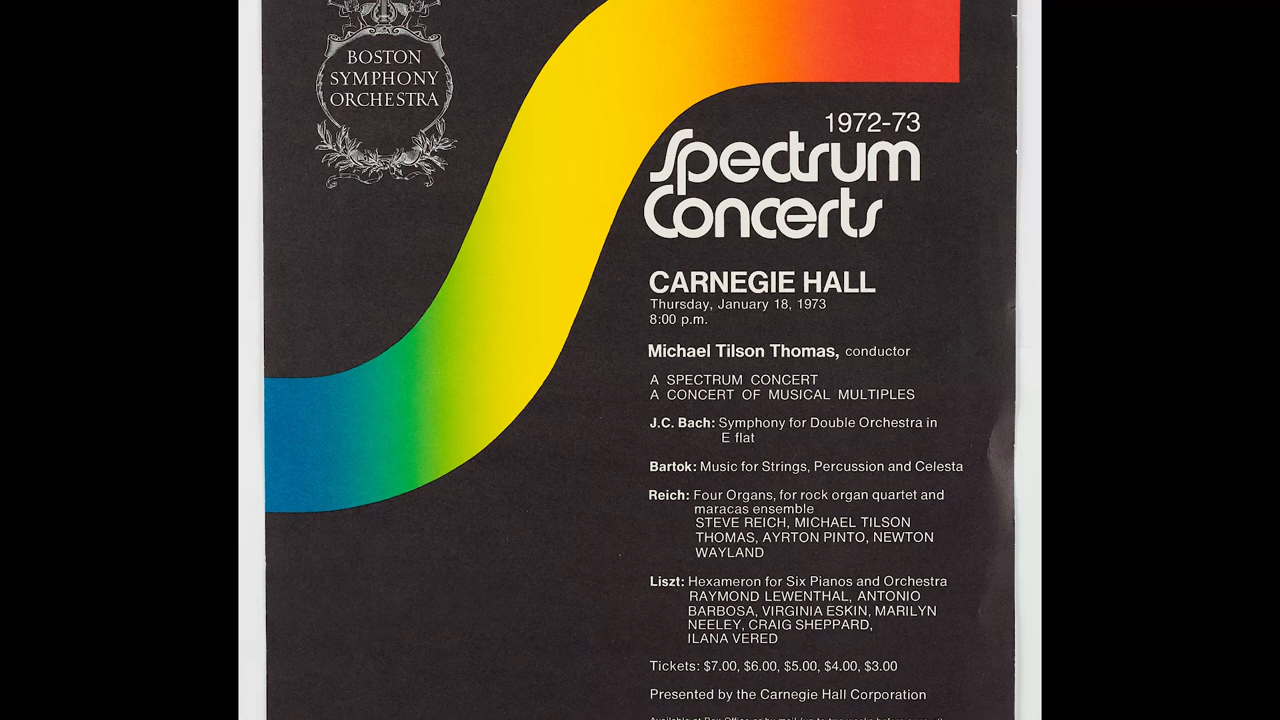 BOSTON
SYMPHONY
ORCHESTRA
1972-73
Spectrum
Concerts
CARNEGIE HALL
Thursday, January 18, 1973
8:00 p.m.
Michael Tilson Thomas, conductor
A SPECTRUM CONCERT
A CONCERT OF MUSICAL MULTIPLES
J.C. Bach: Symphony for Double Orchestra in
E flat
Bartok: Music for Strings, Percussion and Celesta
Reich: Four Organs, for rock organ quartet and
maracas ensemble
STEVE REICH, MICHAEL TILSON
THOMAS, AYRTON PINTO, NEWTON
WAYLAND
Liszt: Hexameron for Six Pianos and Orchestra
RAYMOND LEWENTHAL, ANTONIO
BARBOSA, VIRGINIA ESKIN, MARILYN
NEELEY, CRAIG SHEPPARD,
ILANA VERED
Tickets: $7.00, $6.00, $5.00, $4.00, $3.00
Presented by the Carnegie Hall Corporation